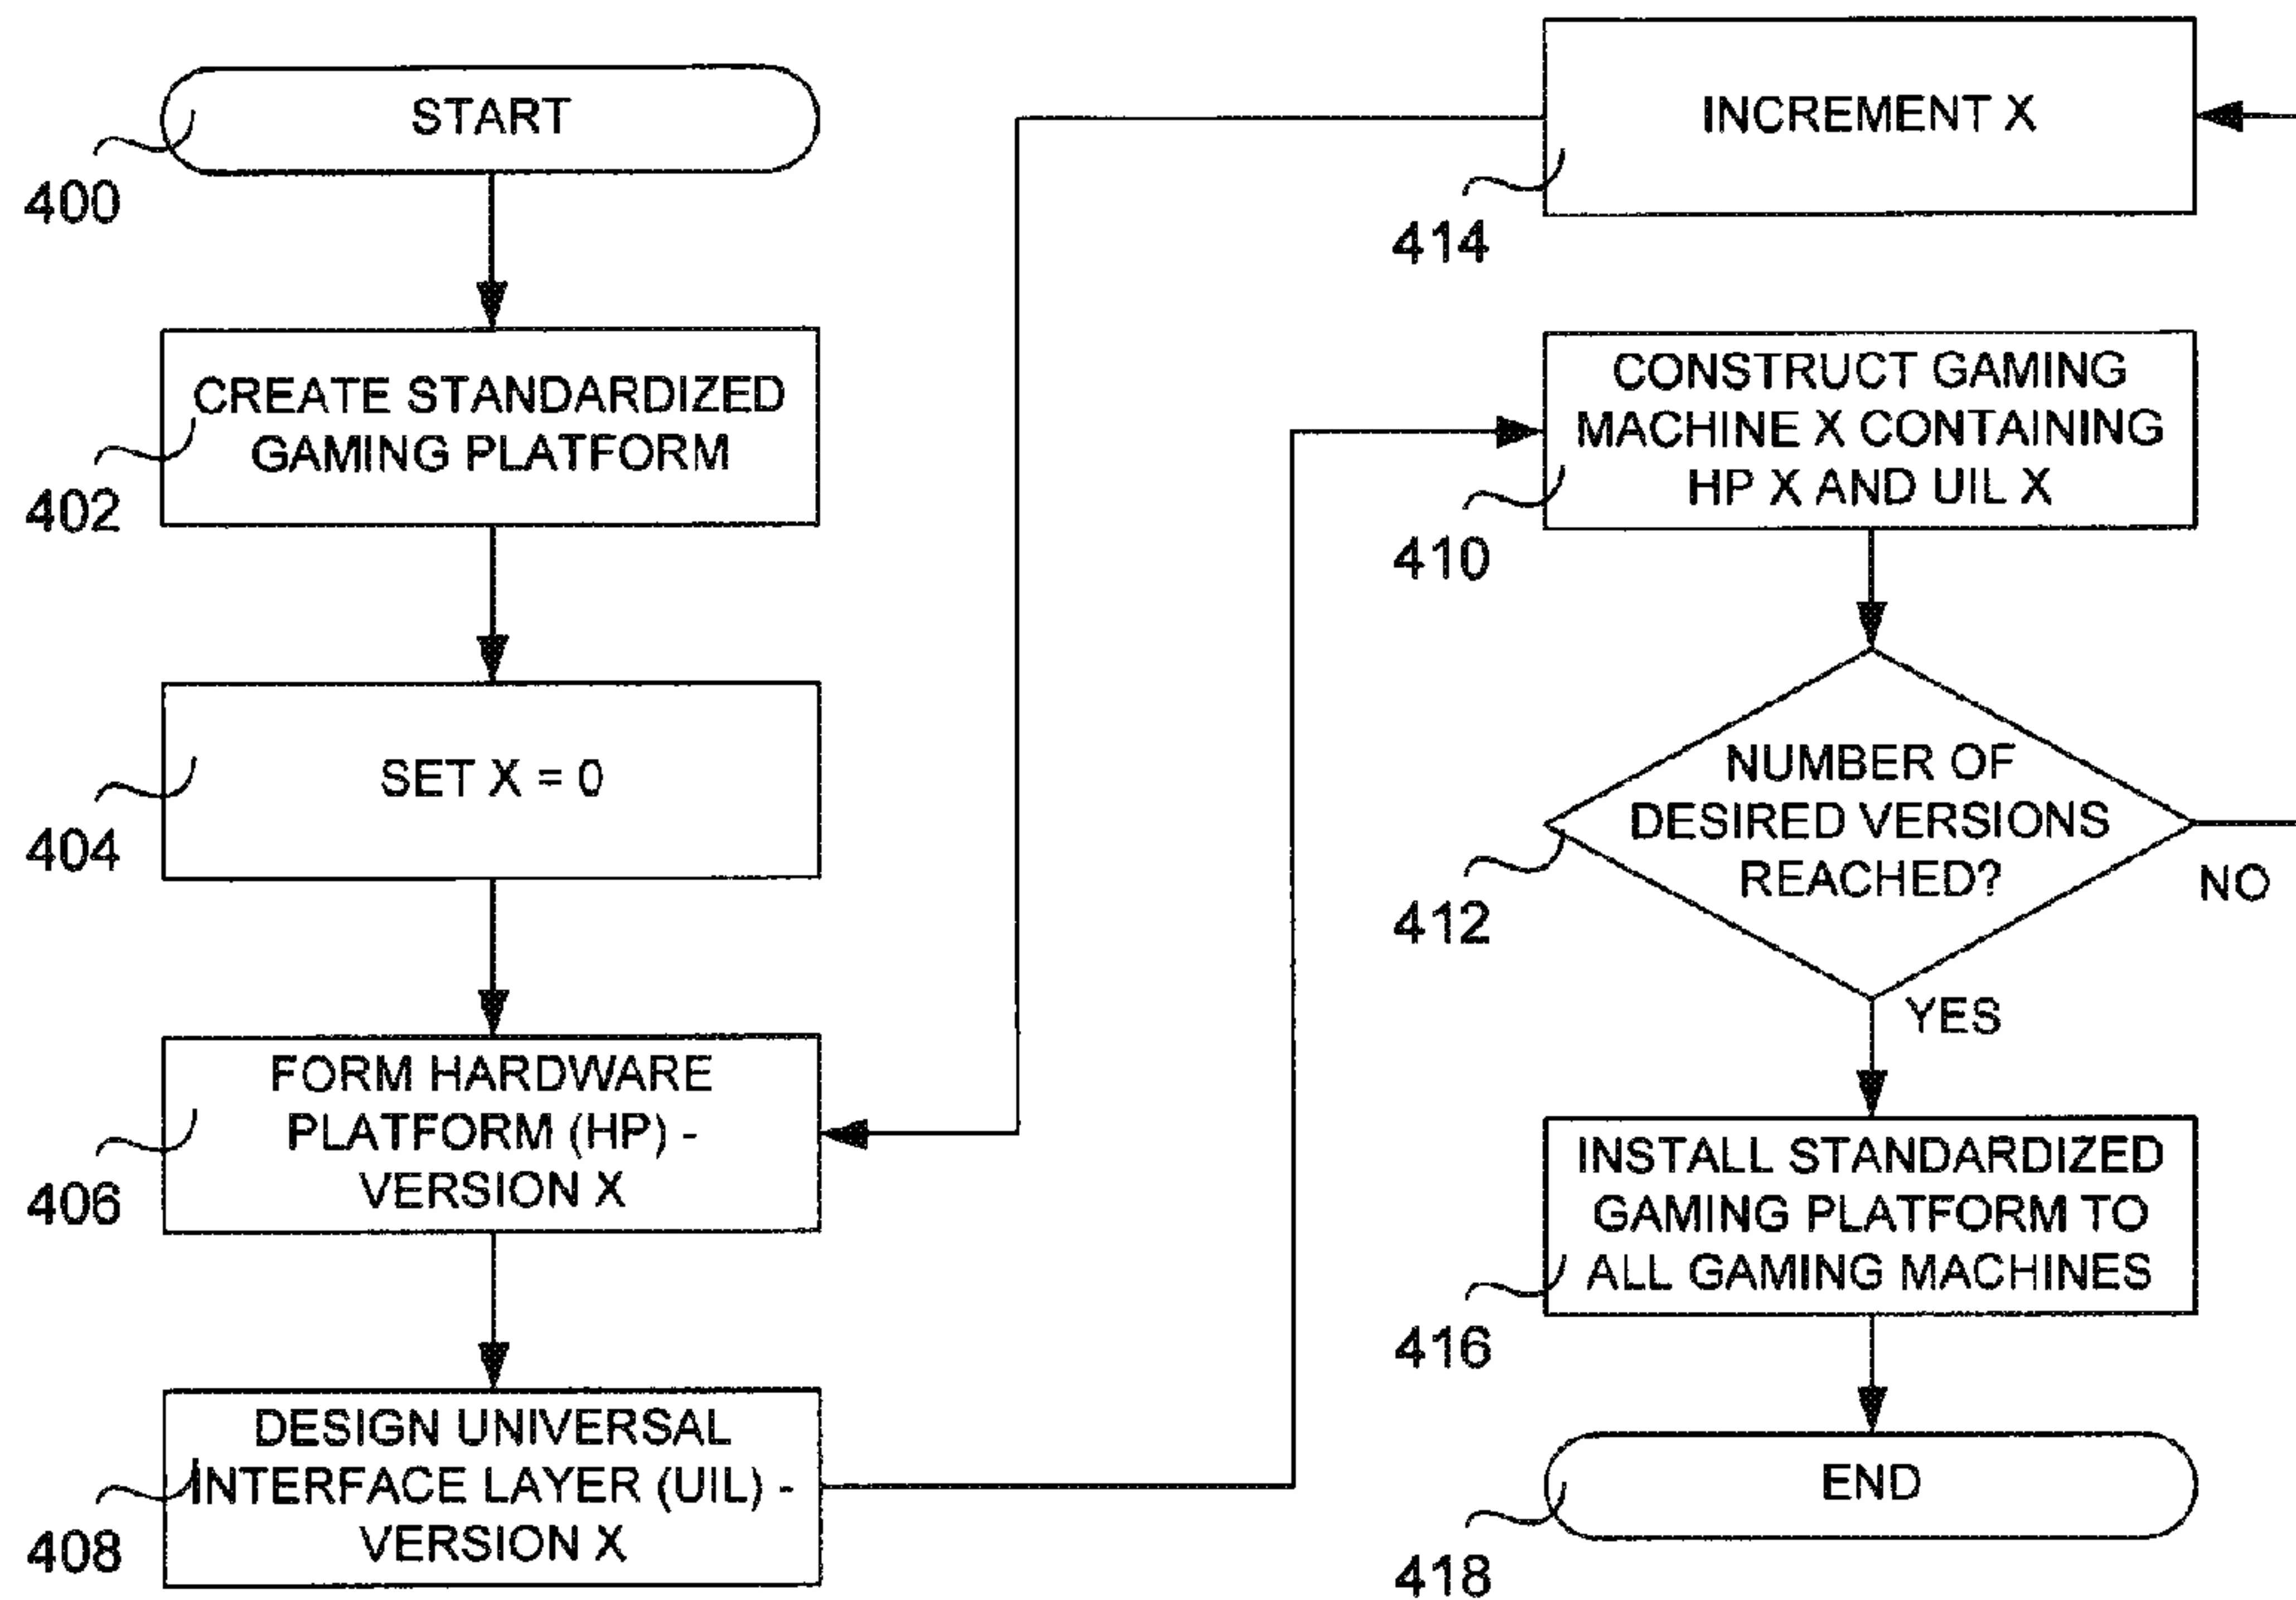 START
400
CREATE STANDARDIZED
GAMING PLATFORM
402
SET X = 0
404
FORM HARDWARE
PLATFORM (HP) -
VERSION X
406
DESIGN UNIVERSAL
INTERFACE LAYER (UIL) -
VERSION X
408
INCREMENT X
414
CONSTRUCT GAMING
MACHINE X CONTAINING
HP X AND UIL X
410
NUMBER OF
DESIRED VERSIONS
REACHED?
412
NO
YES
INSTALL STANDARDIZED
GAMING PLATFORM TO
ALL GAMING MACHINES
416
END
418